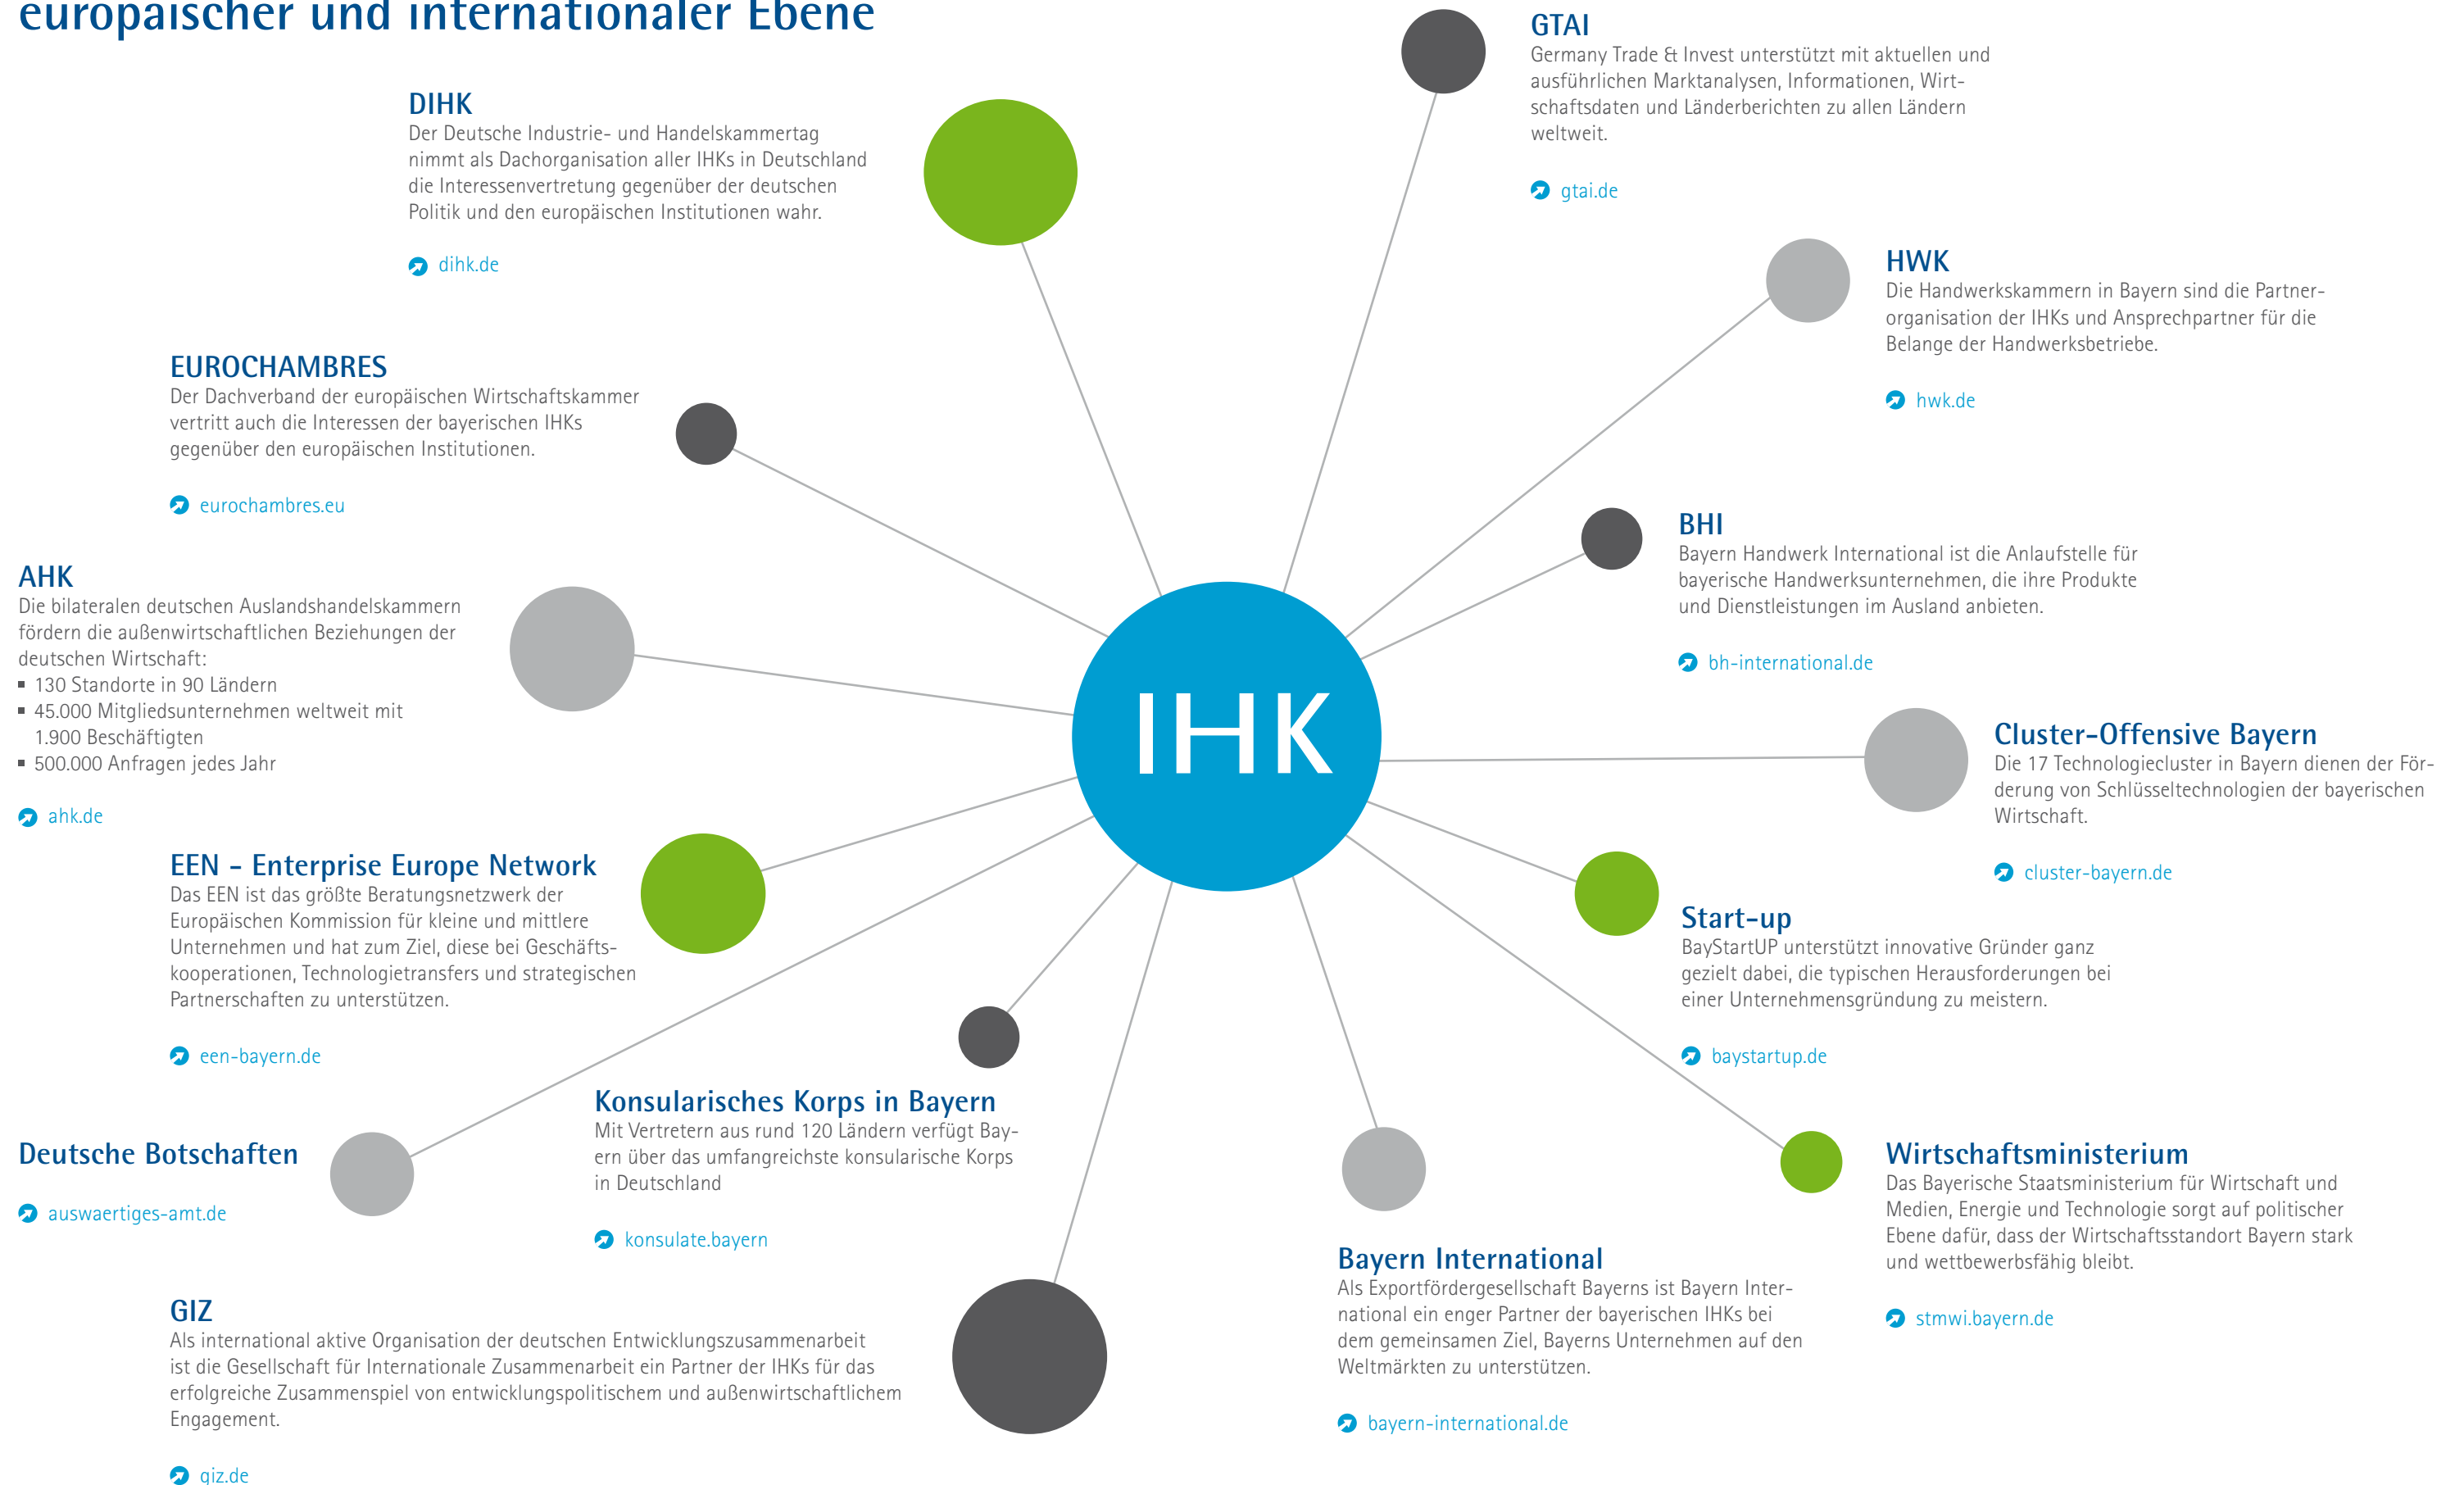 europäischer und internationaler Ebene
DIHK
Der Deutsche Industrie- und Handelskammertag
nimmt als Dachorganisation aller IHKs in Deutschland
die Interessenvertretung gegenüber der deutschen
Politik und den europäischen Institutionen wahr.
dihk.de
EUROCHAMBRES
Der Dachverband der europäischen Wirtschaftskammer
vertritt auch die Interessen der bayerischen IHKs
gegenüber den europäischen Institutionen.
eurochambres.eu
AHK
Die bilateralen deutschen Auslandshandelskammern
fördern die außenwirtschaftlichen Beziehungen der
deutschen Wirtschaft:
▪ 130 Standorte in 90 Ländern
▪ 45.000 Mitgliedsunternehmen weltweit mit
1.900 Beschäftigten
▪ 500.000 Anfragen jedes Jahr
ahk.de
EEN - Enterprise Europe Network
Das EEN ist das größte Beratungsnetzwerk der
Europäischen Kommission für kleine und mittlere
Unternehmen und hat zum Ziel, diese bei Geschäfts-
kooperationen, Technologietransfers und strategischen
Partnerschaften zu unterstützen.
een-bayern.de
Deutsche Botschaften
auswaertiges-amt.de
Konsularisches Korps in Bayern
Mit Vertretern aus rund 120 Ländern verfügt Bay-
ern über das umfangreichste konsularische Korps
in Deutschland
konsulate.bayern
GIZ
Als international aktive Organisation der deutschen Entwicklungszusammenarbeit
ist die Gesellschaft für Internationale Zusammenarbeit ein Partner der IHKs für das
erfolgreiche Zusammenspiel von entwicklungspolitischem und außenwirtschaftlichem
Engagement.
giz.de
IHK
GTAI
Germany Trade & Invest unterstützt mit aktuellen und
ausführlichen Marktanalysen, Informationen, Wirt-
schaftsdaten und Länderberichten zu allen Ländern
weltweit.
gtai.de
HWK
Die Handwerkskammern in Bayern sind die Partner-
organisation der IHKs und Ansprechpartner für die
Belange der Handwerksbetriebe.
hwk.de
BHI
Bayern Handwerk International ist die Anlaufstelle für
bayerische Handwerksunternehmen, die ihre Produkte
und Dienstleistungen im Ausland anbieten.
bh-international.de
Cluster-Offensive Bayern
Die 17 Technologiecluster in Bayern dienen der För-
derung von Schlüsseltechnologien der bayerischen
Wirtschaft.
cluster-bayern.de
Start-up
BayStartUP unterstützt innovative Gründer ganz
gezielt dabei, die typischen Herausforderungen bei
einer Unternehmensgründung zu meistern.
baystartup.de
Wirtschaftsministerium
Das Bayerische Staatsministerium für Wirtschaft und
Medien, Energie und Technologie sorgt auf politischer
Ebene dafür, dass der Wirtschaftsstandort Bayern stark
und wettbewerbsfähig bleibt.
stmwi.bayern.de
Bayern International
Als Exportfördergesellschaft Bayerns ist Bayern Inter-
national ein enger Partner der bayerischen IHKs bei
dem gemeinsamen Ziel, Bayerns Unternehmen auf den
Weltmärkten zu unterstützen.
bayern-international.de